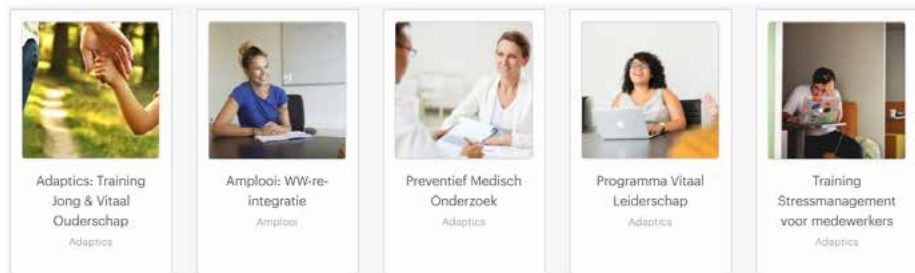 Adaptics: Training
Jong & Vitaal
Ouderschap
Adaptics
Amplooi: WW-re-
integratie
Amplooi
Preventief Medisch
Onderzoek
Adaptics
Programma Vitaal
Leiderschap
Adaptics
Training
Stressmanagement
voor medewerkers
Adaptics